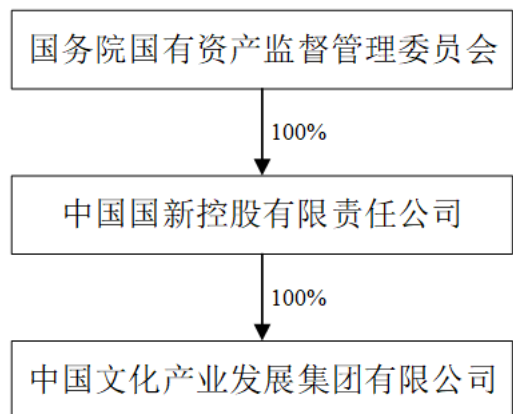 国务院国有资产监督管理委员会
100%
中国国新控股有限责任公司
100%
中国文化产业发展集团有限公司